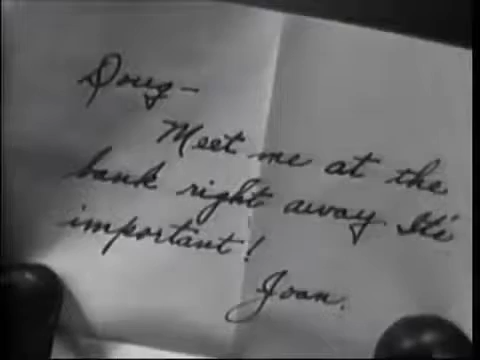 Doug-
Meet me at the
bank right away It's
important!
Joan.